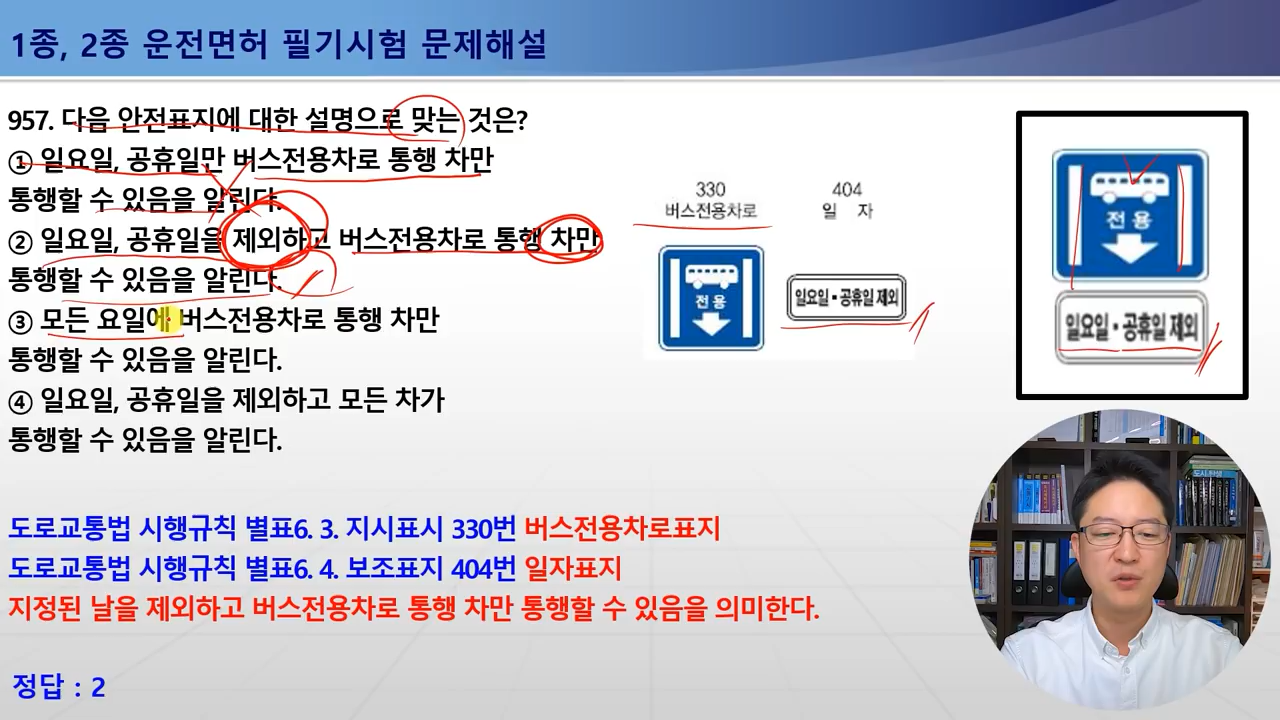 1종, 2종 운전면허 필기시험 문제해설
957. 다음 안전표지에 대한 설명으로 맞는 것은?
① 일요일, 공휴일만 버스전용차로 통행 차만
통행할 수 있음을 알린다.
② 일요일, 공휴일을 제외하고 버스전용차로 통행 차만
통행할 수 있음을 알린다.
③ 모든 요일에 버스전용차로 통행 차만
통행할 수 있음을 알린다.
④ 일요일, 공휴일을 제외하고 모든 차가
통행할 수 있음을 알린다.
330
버스전용차로
404
일 자
전용
일요일·공휴일 제외
전용
일요일·공휴일 제외
도로교통법 시행규칙 별표6. 3. 지시표시 330번 버스전용차로표지
도로교통법 시행규칙 별표6. 4. 보조표지 404번 일자표지
지정된 날을 제외하고 버스전용차로 통행 차만 통행할 수 있음을 의미한다.
정답 : 2